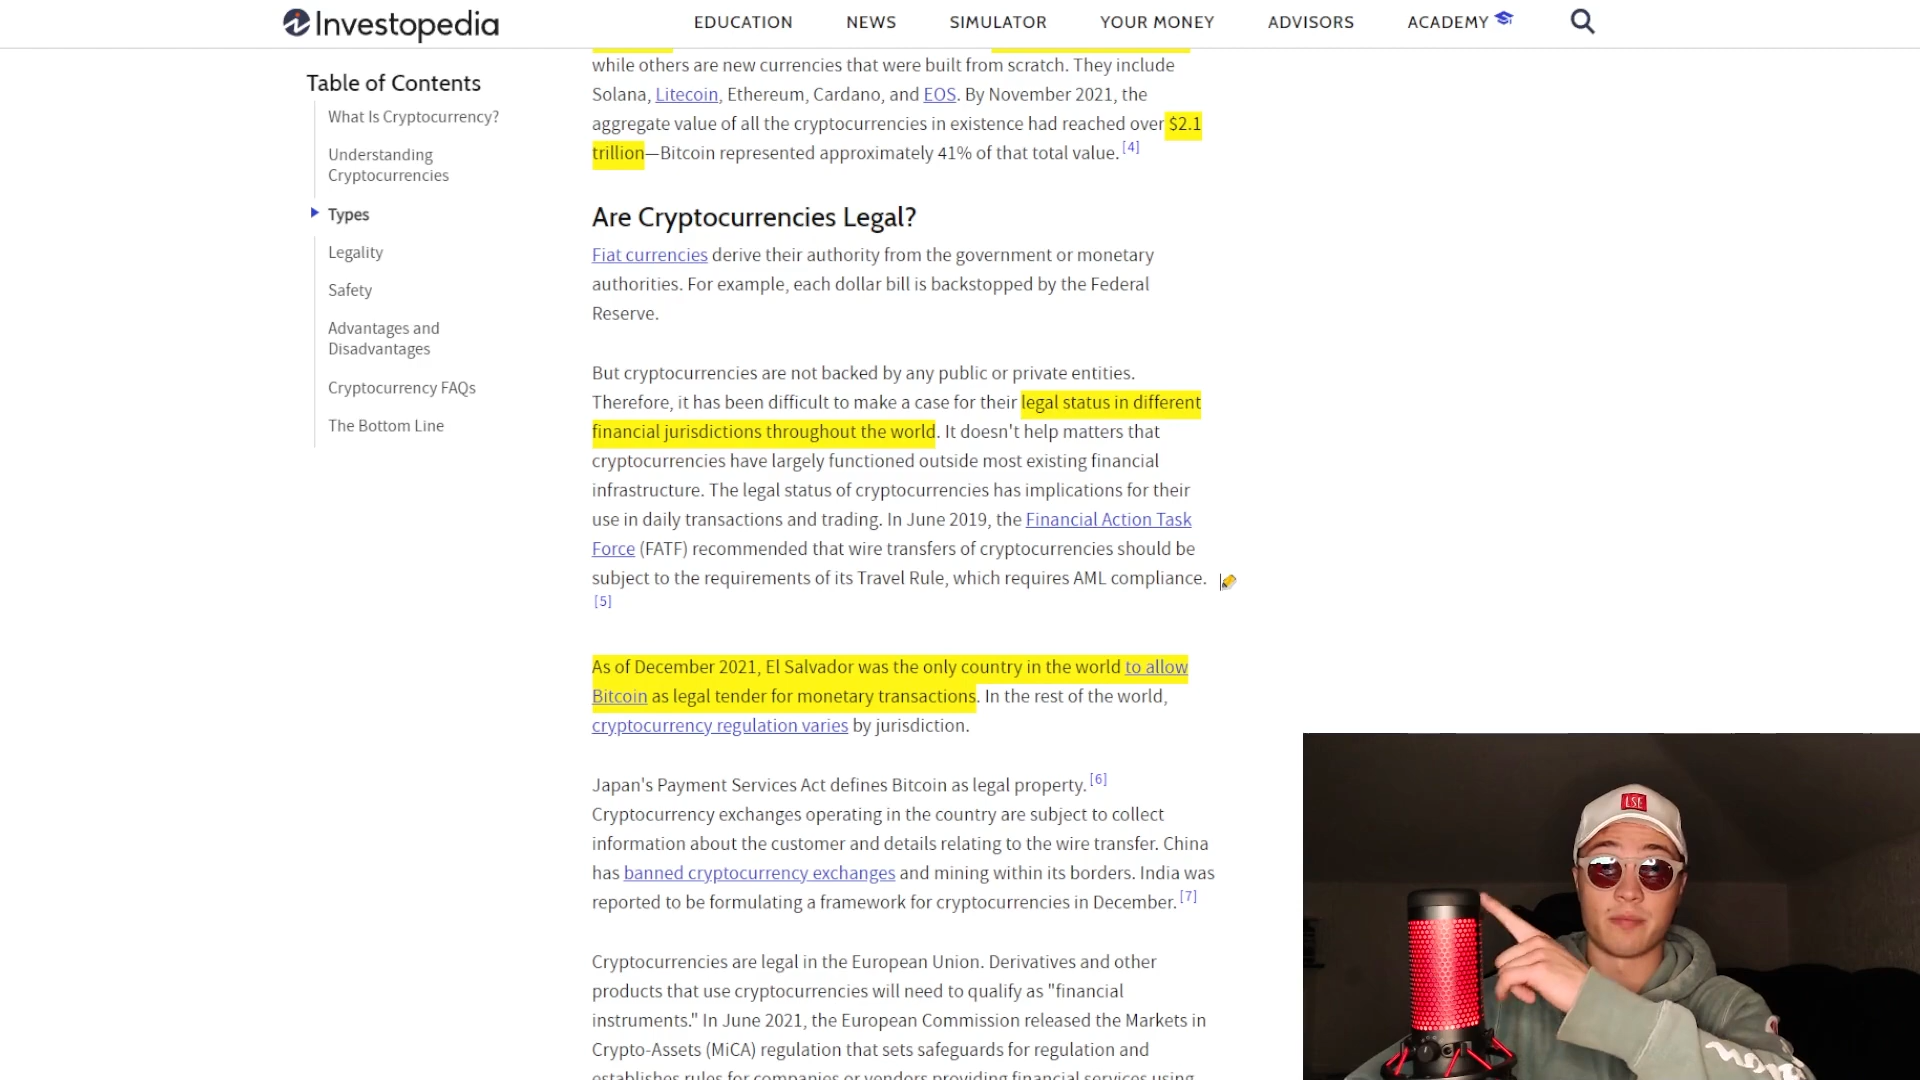 Investopedia
EDUCATION
NEWS
SIMULATOR
YOUR MONEY
ADVISORS
ACADEMY
Table of Contents
What Is Cryptocurrency?
Understanding
Cryptocurrencies
Types
Legality
Safety
Advantages and
Disadvantages
Cryptocurrency FAQs
The Bottom Line
while others are new currencies that were built from scratch. They include
Solana, Litecoin, Ethereum, Cardano, and EOS. By November 2021, the
aggregate value of all the cryptocurrencies in existence had reached over $2.1
trillion—Bitcoin represented approximately 41% of that total value. [4]
Are Cryptocurrencies Legal?
Fiat currencies derive their authority from the government or monetary
authorities. For example, each dollar bill is backstopped by the Federal
Reserve.
But cryptocurrencies are not backed by any public or private entities.
Therefore, it has been difficult to make a case for their legal status in different
financial jurisdictions throughout the world. It doesn't help matters that
cryptocurrencies have largely functioned outside most existing financial
infrastructure. The legal status of cryptocurrencies has implications for their
use in daily transactions and trading. In June 2019, the Financial Action Task
Force (FATF) recommended that wire transfers of cryptocurrencies should be
subject to the requirements of its Travel Rule, which requires AML compliance.
[5]
As of December 2021, El Salvador was the only country in the world to allow
Bitcoin as legal tender for monetary transactions. In the rest of the world,
cryptocurrency regulation varies by jurisdiction.
Japan's Payment Services Act defines Bitcoin as legal property. [6]
Cryptocurrency exchanges operating in the country are subject to collect
information about the customer and details relating to the wire transfer. China
has banned cryptocurrency exchanges and mining within its borders. India was
reported to be formulating a framework for cryptocurrencies in December. [7]
Cryptocurrencies are legal in the European Union. Derivatives and other
products that use cryptocurrencies will need to qualify as "financial
instruments." In June 2021, the European Commission released the Markets in
Crypto-Assets (MiCA) regulation that sets safeguards for regulation and
establishes rules for companies or vendors providing financial services using
LSE